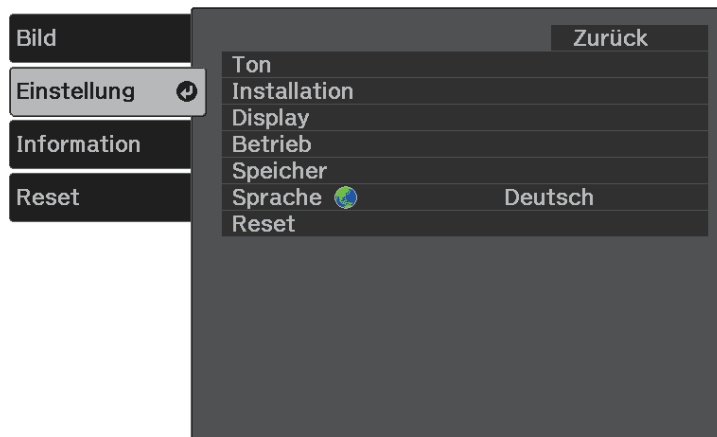 Bild
Einstellung
Information
Reset
Zurück
Ton
Installation
Display
Betrieb
Speicher
Sprache Deutsch
Reset